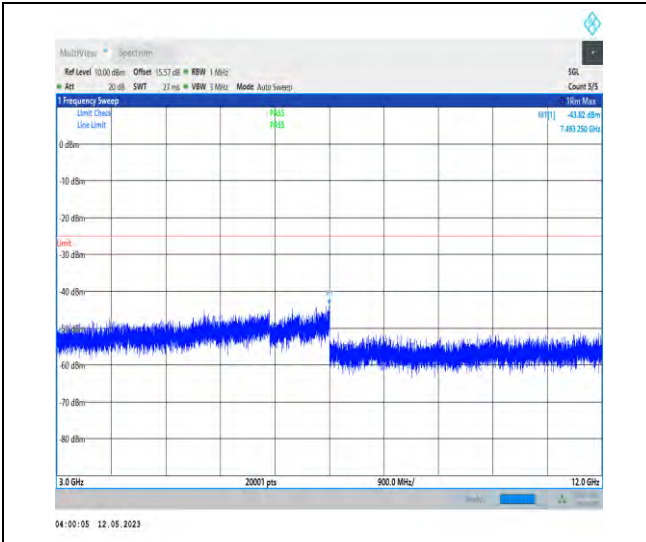 MultiView Spectrum
Ref Level 10.00 dBm Offset 15.57 dB RBW 1 MHz SGL
Att 20 dB SWT 27 ms VBW 3 MHz Mode Auto Sweep Count 5/5
1 Frequency Sweep 1Rm Max
Limit Check PASS M1[1] -43.82 dBm
Line Limit PASS 7.493 250 GHz
0 dBm
-10 dBm
-20 dBm
Limit
-30 dBm
-40 dBm
-60 dBm
-70 dBm
-80 dBm
3.0 GHz 20001 pts 900.0 MHz/ 12.0 GHz
Ready
04:00:05 12.05.2023